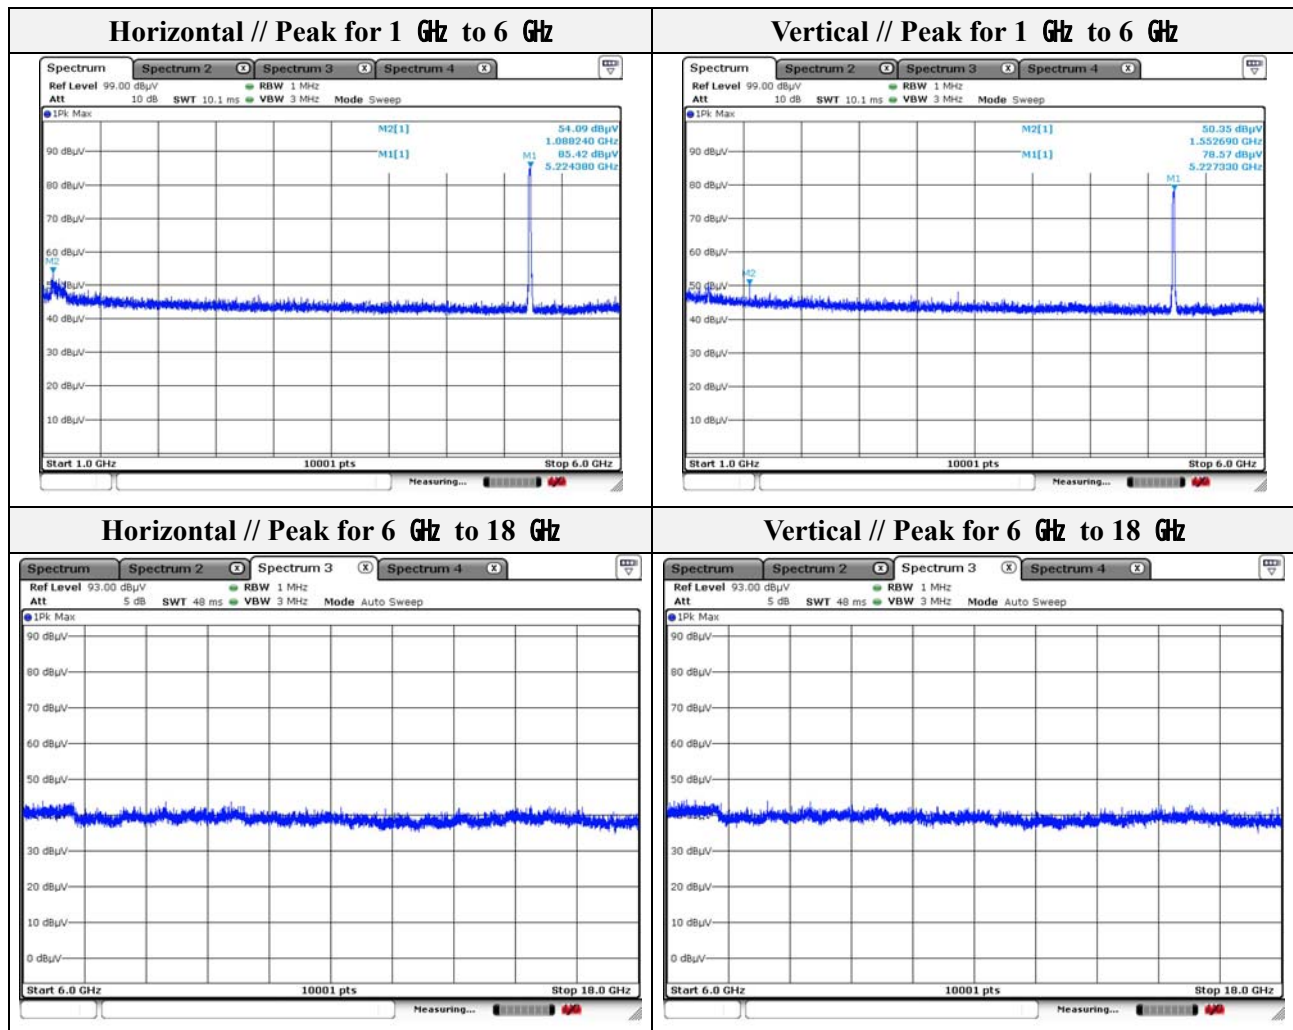 Horizontal // Peak for 1 GHz to 6 GHz
Spectrum Spectrum 2 X Spectrum 3 X Spectrum 4 X
Ref Level 99.00 dBµV RBW 1 MHz
Att 10 dB SWT 10.1 ms VBW 3 MHz Mode Sweep
1Pk Max
M2[1] 54.09 dBµV
1.088240 GHz
90 dBµV
M1[1] M1 85.42 dBµV
5.224380 GHz
80 dBµV
70 dBµV
60 dBµV
M2
50 dBµV
40 dBµV
30 dBµV
20 dBµV
10 dBµV
Start 1.0 GHz 10001 pts Stop 6.0 GHz
Measuring...
Vertical // Peak for 1 GHz to 6 GHz
Spectrum Spectrum 2 X Spectrum 3 X Spectrum 4 X
Ref Level 99.00 dBµV RBW 1 MHz
Att 10 dB SWT 10.1 ms VBW 3 MHz Mode Sweep
1Pk Max
M2[1] 50.35 dBµV
1.552690 GHz
90 dBµV
M1[1] 78.57 dBµV
5.227330 GHz
M1
80 dBµV
70 dBµV
60 dBµV
M2
50 dBµV
40 dBµV
30 dBµV
20 dBµV
10 dBµV
Start 1.0 GHz 10001 pts Stop 6.0 GHz
Measuring...
Horizontal // Peak for 6 GHz to 18 GHz
Spectrum Spectrum 2 X Spectrum 3 X Spectrum 4 X
Ref Level 93.00 dBµV RBW 1 MHz
Att 5 dB SWT 48 ms VBW 3 MHz Mode Auto Sweep
1Pk Max
90 dBµV
80 dBµV
70 dBµV
60 dBµV
50 dBµV
30 dBµV
20 dBµV
10 dBµV
0 dBµV
Start 6.0 GHz 10001 pts Stop 18.0 GHz
Measuring...
Vertical // Peak for 6 GHz to 18 GHz
Spectrum Spectrum 2 X Spectrum 3 X Spectrum 4 X
Ref Level 93.00 dBµV RBW 1 MHz
Att 5 dB SWT 48 ms VBW 3 MHz Mode Auto Sweep
1Pk Max
90 dBµV
80 dBµV
70 dBµV
60 dBµV
50 dBµV
30 dBµV
20 dBµV
10 dBµV
0 dBµV
Start 6.0 GHz 10001 pts Stop 18.0 GHz
Measuring...